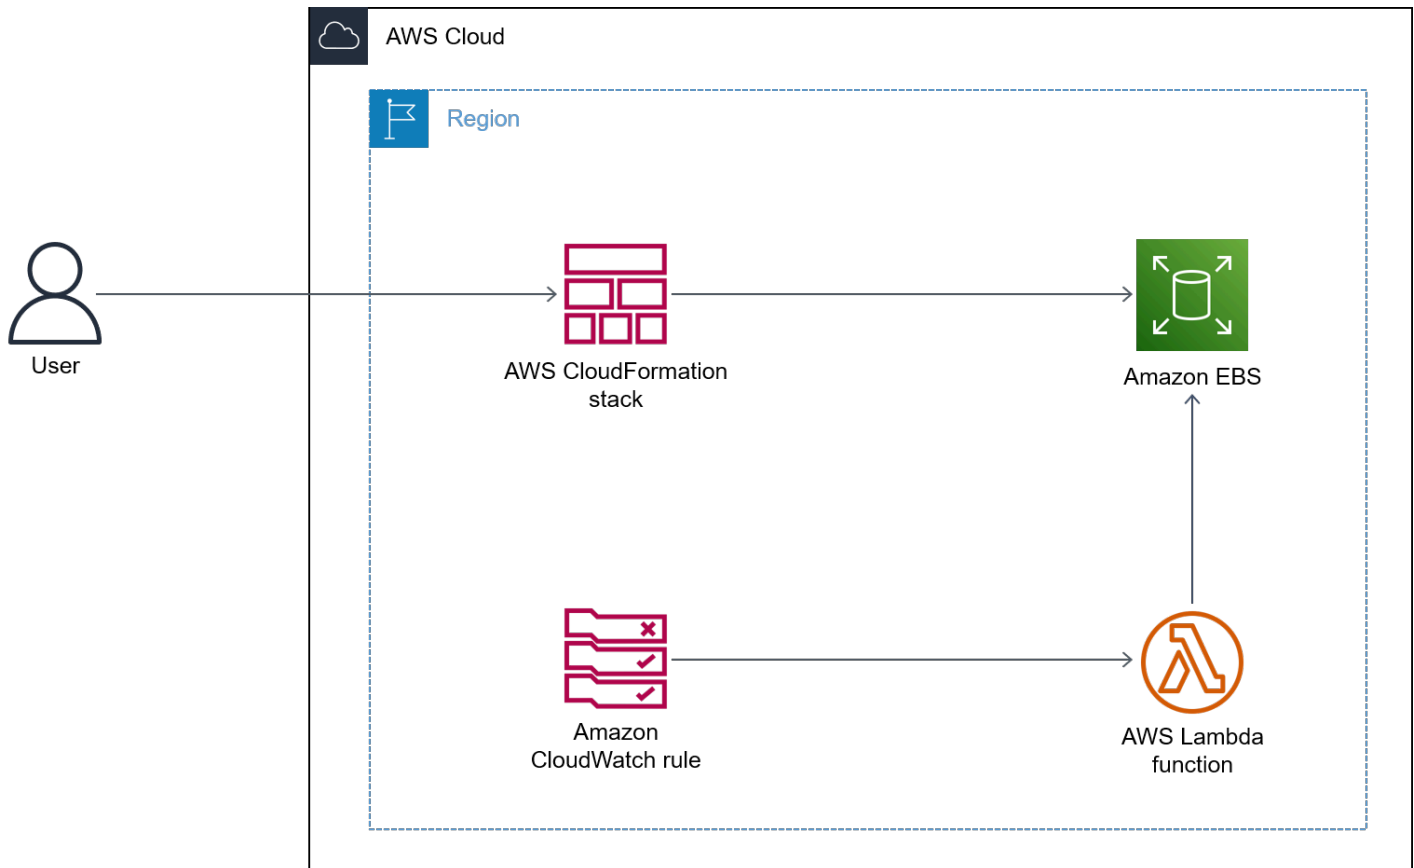 AWS Cloud
Region
User
AWS CloudFormation
stack
Amazon EBS
Amazon
CloudWatch rule
AWS Lambda
function